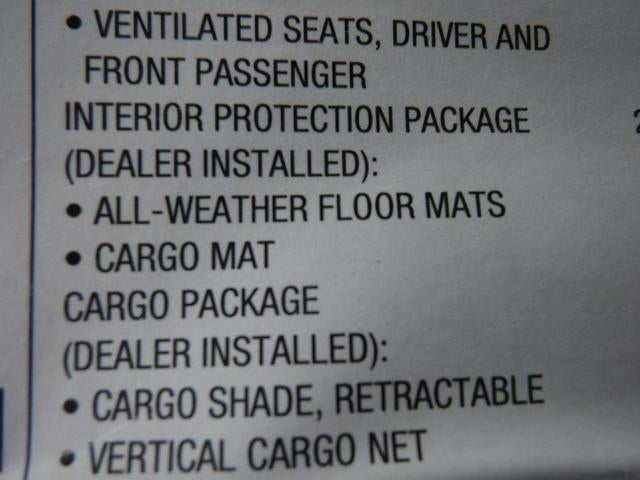 • VENTILATED SEATS, DRIVER AND
FRONT PASSENGER
INTERIOR PROTECTION PACKAGE
(DEALER INSTALLED):
• ALL-WEATHER FLOOR MATS
• CARGO MAT
CARGO PACKAGE
(DEALER INSTALLED):
• CARGO SHADE, RETRACTABLE
• VERTICAL CARGO NET